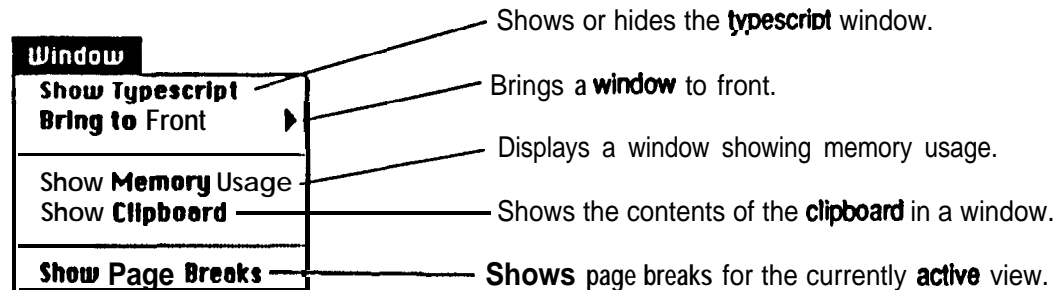 Shows or hides the typescript window.
Window
Show Typescript
Brings a window to front.
Bring to Front
Displays a window showing memory usage.
Show Memory Usage
Show Clipboard
Shows the contents of the clipboard in a window.
Show Page Breaks
Shows page breaks for the currently active view.